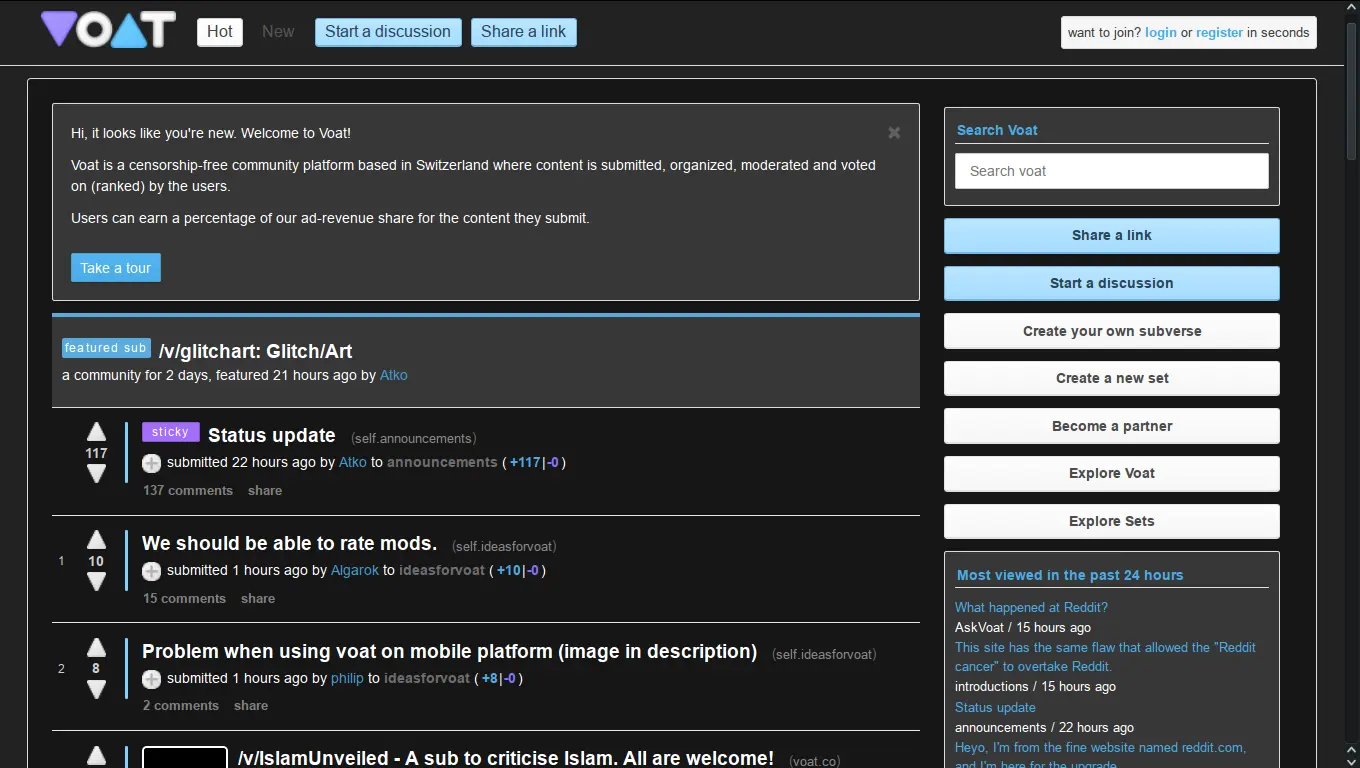 VOAT
Hot
New
Start a discussion
Share a link
want to join? login or register in seconds
Hi, it looks like you're new. Welcome to Voat!
Voat is a censorship-free community platform based in Switzerland where content is submitted, organized, moderated and voted
on (ranked) by the users.
Users can earn a percentage of our ad-revenue share for the content they submit.
Take a tour
featured sub /v/glitchart: Glitch/Art
a community for 2 days, featured 21 hours ago by Atko
117
sticky Status update (self.announcements)
submitted 22 hours ago by Atko to announcements ( +117|-0 )
137 comments share
1
10
We should be able to rate mods. (self.ideasforvoat)
submitted 1 hours ago by Algarok to ideasforvoat ( +10|-0 )
15 comments share
2
8
Problem when using voat on mobile platform (image in description) (self.ideasforvoat)
submitted 1 hours ago by philip to ideasforvoat ( +8|-0 )
2 comments share
/v/IslamUnveiled - A sub to criticise Islam. All are welcome! (voat.co)
Search Voat
Search voat
Share a link
Start a discussion
Create your own subverse
Create a new set
Become a partner
Explore Voat
Explore Sets
Most viewed in the past 24 hours
What happened at Reddit?
AskVoat / 15 hours ago
This site has the same flaw that allowed the "Reddit
cancer" to overtake Reddit.
introductions / 15 hours ago
Status update
announcements / 22 hours ago
Heyo, I'm from the fine website named reddit.com,
and I'm here for the upgrade